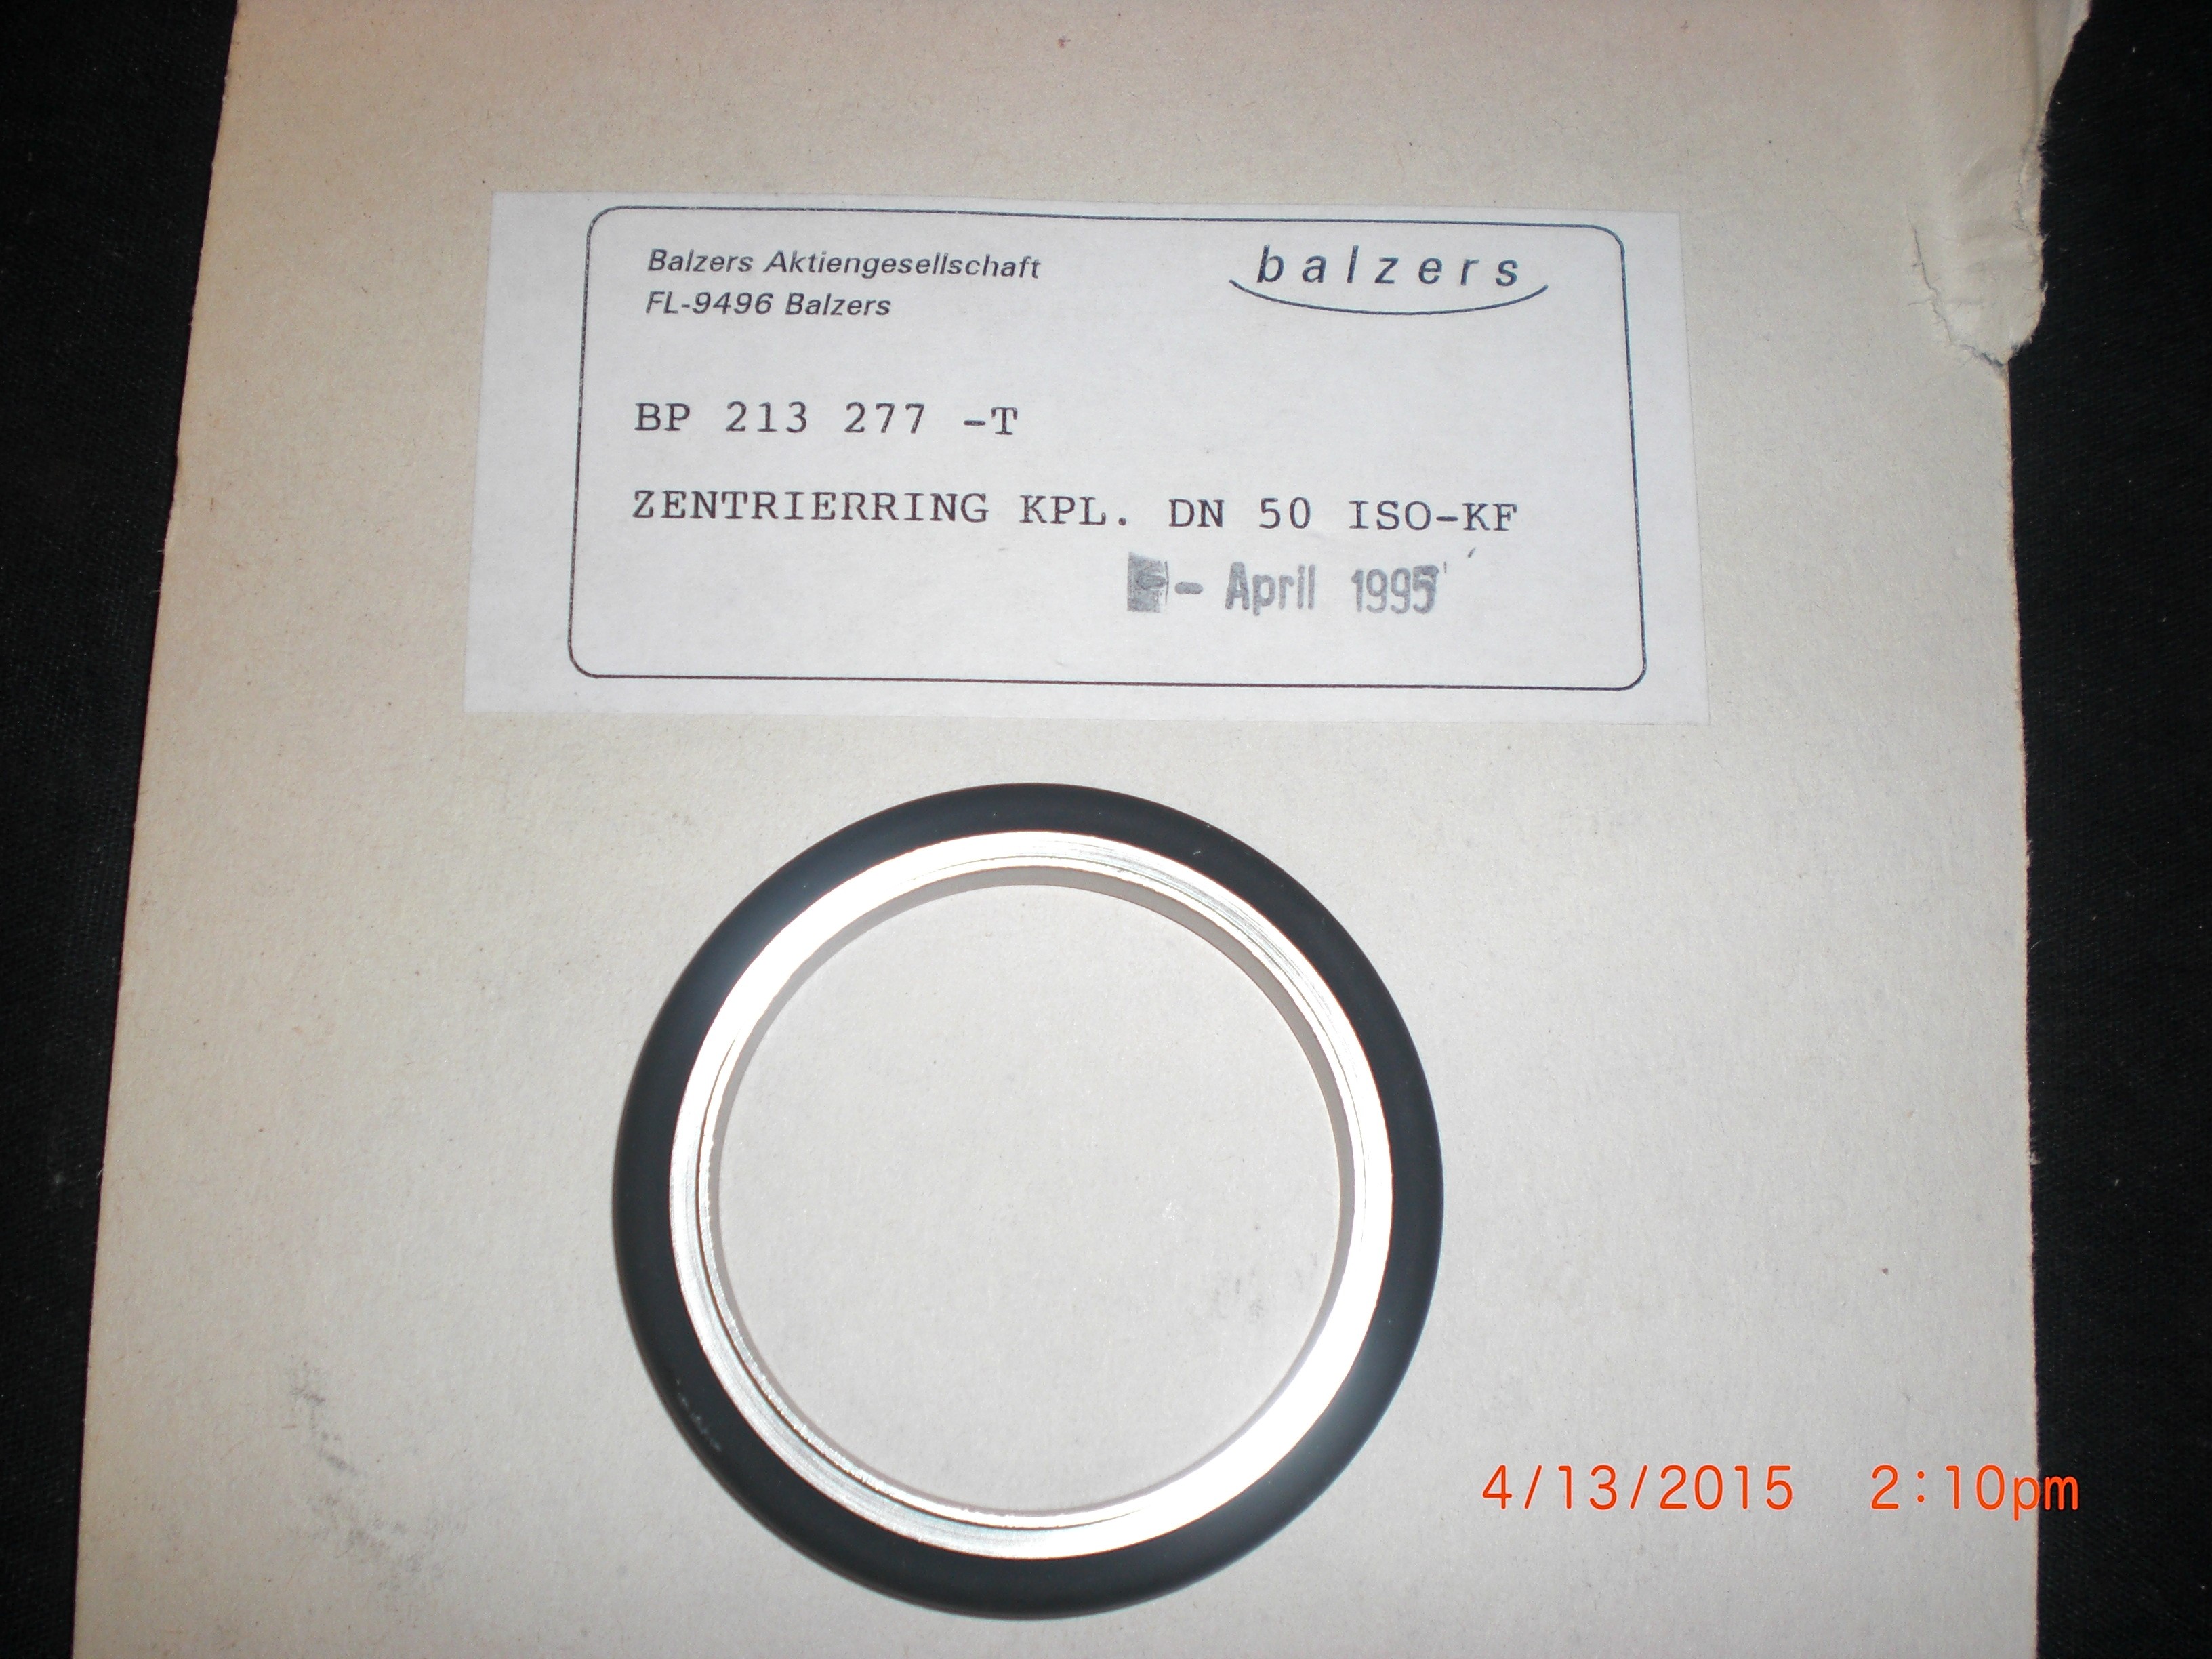 Balzers Aktiengesellschaft
FL-9496 Balzers
balzers
BP 213 277 -T
ZENTRIERRING KPL. DN 50 ISO-KF
- April 1995
4/13/2015 2:10pm